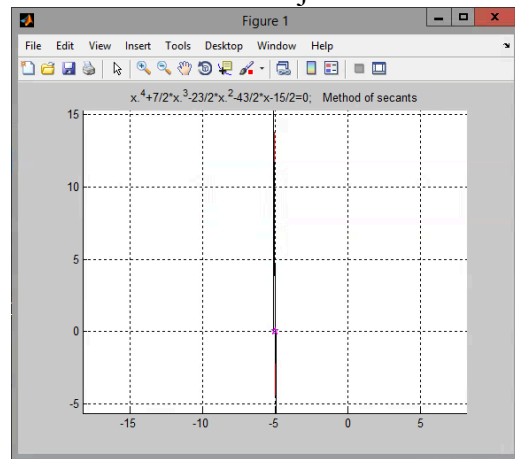 Figure 1
File Edit View Insert Tools Desktop Window Help
x.^4+7/2*x.^3-23/2*x.^2-43/2*x-15/2=0; Method of secants
15
10
5
0
-5
-15 -10 -5 0 5